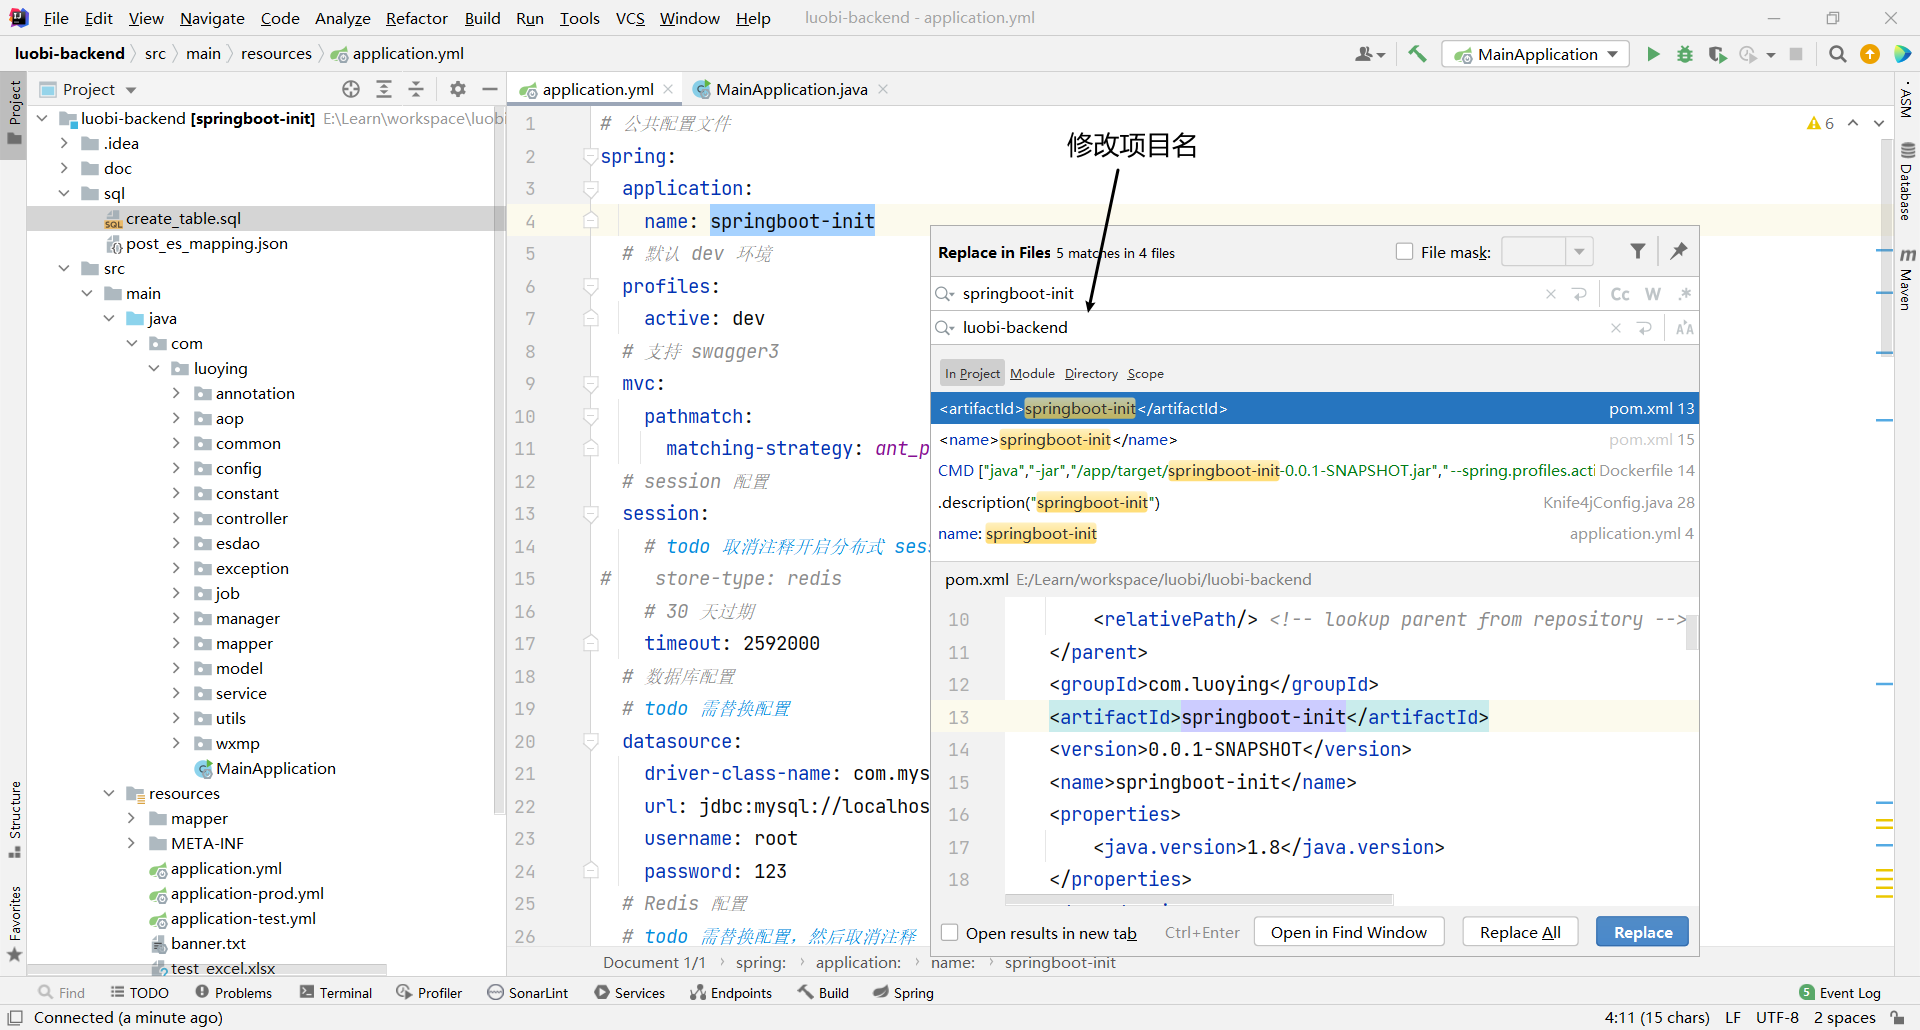 File Edit View Navigate Code Analyze Refactor Build Run Tools VCS Window Help luobi-backend - application.yml
luobi-backend src main resources application.yml MainApplication
Project
application.yml MainApplication.java
Project
Structure
Favorites
luobi-backend [springboot-init] E:\Learn\workspace\luobi
.idea
doc
sql
create_table.sql
post_es_mapping.json
src
main
java
com
luoying
annotation
aop
common
config
constant
controller
esdao
exception
job
manager
mapper
model
service
utils
wxmp
MainApplication
resources
mapper
META-INF
application.yml
application-prod.yml
application-test.yml
banner.txt
test_excel.xlsx
1 # 公共配置文件
2 spring:
3 application:
4 name: springboot-init
5 # 默认 dev 环境
6 profiles:
7 active: dev
8 # 支持 swagger3
9 mvc:
10 pathmatch:
11 matching-strategy: ant_p
12 # session 配置
13 session:
14 # todo 取消注释开启分布式 ses
15 # store-type: redis
16 # 30 天过期
17 timeout: 2592000
18 # 数据库配置
19 # todo 需替换配置
20 datasource:
21 driver-class-name: com.mys
22 url: jdbc:mysql://localhos
23 username: root
24 password: 123
25 # Redis 配置
26 # todo 需替换配置，然后取消注释
修改项目名
6
Replace in Files 5 matches in 4 files File mask:
springboot-init Cc W .*
luobi-backend
In Project Module Directory Scope
<artifactId>springboot-init</artifactId> pom.xml 13
<name>springboot-init</name> pom.xml 15
CMD ["java","-jar","/app/target/springboot-init-0.0.1-SNAPSHOT.jar","--spring.profiles.acti Dockerfile 14
.description("springboot-init") Knife4jConfig.java 28
name: springboot-init application.yml 4
pom.xml E:/Learn/workspace/luobi/luobi-backend
10 <relativePath/> <!-- lookup parent from repository -->
11 </parent>
12 <groupId>com.luoying</groupId>
13 <artifactId>springboot-init</artifactId>
14 <version>0.0.1-SNAPSHOT</version>
15 <name>springboot-init</name>
16 <properties>
17 <java.version>1.8</java.version>
18 </properties>
Open results in new tab Ctrl+Enter Open in Find Window Replace All Replace
ASM
Database
Maven
Document 1/1 spring: application: name: springboot-init
Find TODO Problems Terminal Profiler SonarLint Services Endpoints Build Spring 5 Event Log
Connected (a minute ago) 4:11 (15 chars) LF UTF-8 2 spaces